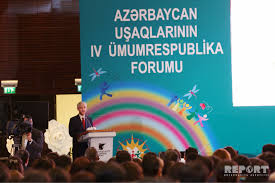 AZƏRBAYCAN
UŞAQLARININ
IV ÜMUMRESPUBLİKA
FORUMU
REPORT